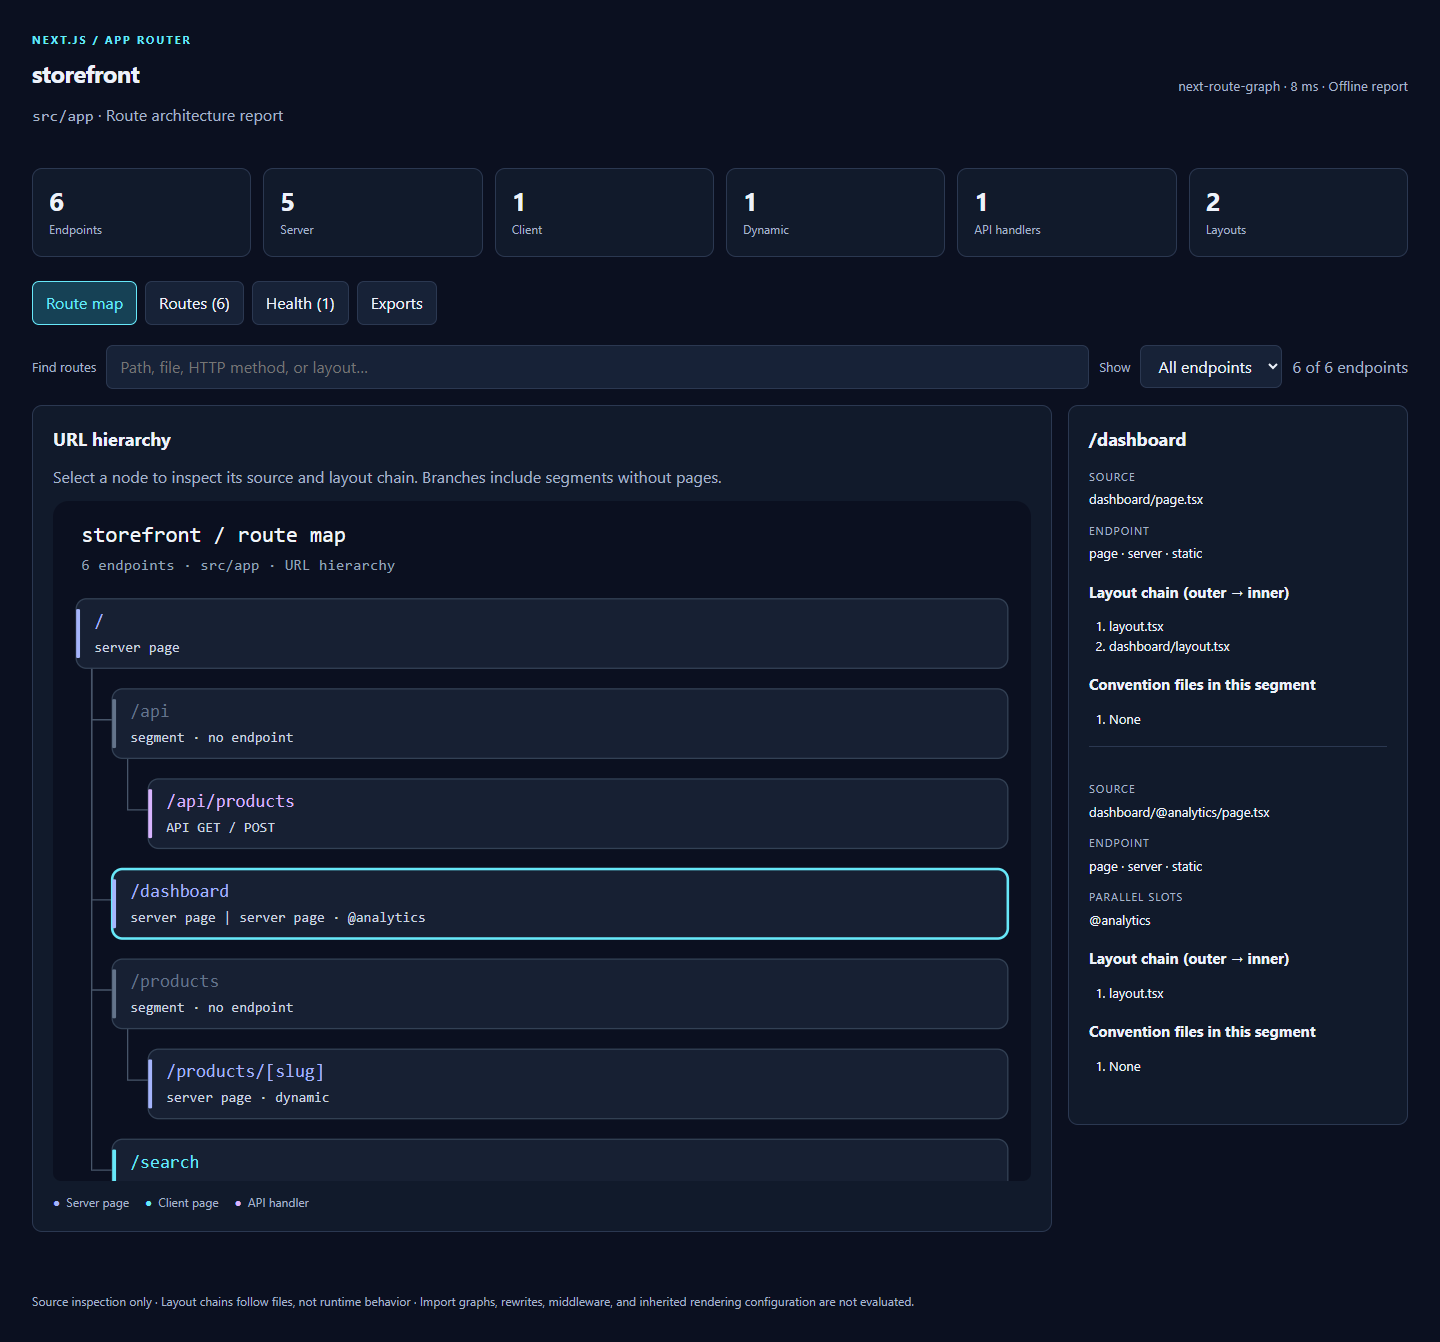 NEXT.JS / APP ROUTER
storefront
src/app · Route architecture report
next-route-graph · 8 ms · Offline report
6
Endpoints
5
Server
1
Client
1
Dynamic
1
API handlers
2
Layouts
Route map
Routes (6)
Health (1)
Exports
Find routes
Path, file, HTTP method, or layout...
Show
All endpoints
6 of 6 endpoints
URL hierarchy
Select a node to inspect its source and layout chain. Branches include segments without pages.
storefront / route map
6 endpoints · src/app · URL hierarchy
/
server page
/api
segment · no endpoint
/api/products
API GET / POST
/dashboard
server page | server page · @analytics
/products
segment · no endpoint
/products/[slug]
server page · dynamic
/search
Server page
Client page
API handler
/dashboard
SOURCE
dashboard/page.tsx
ENDPOINT
page · server · static
Layout chain (outer → inner)
1. layout.tsx
2. dashboard/layout.tsx
Convention files in this segment
1. None
SOURCE
dashboard/@analytics/page.tsx
ENDPOINT
page · server · static
PARALLEL SLOTS
@analytics
Layout chain (outer → inner)
1. layout.tsx
Convention files in this segment
1. None
Source inspection only · Layout chains follow files, not runtime behavior · Import graphs, rewrites, middleware, and inherited rendering configuration are not evaluated.